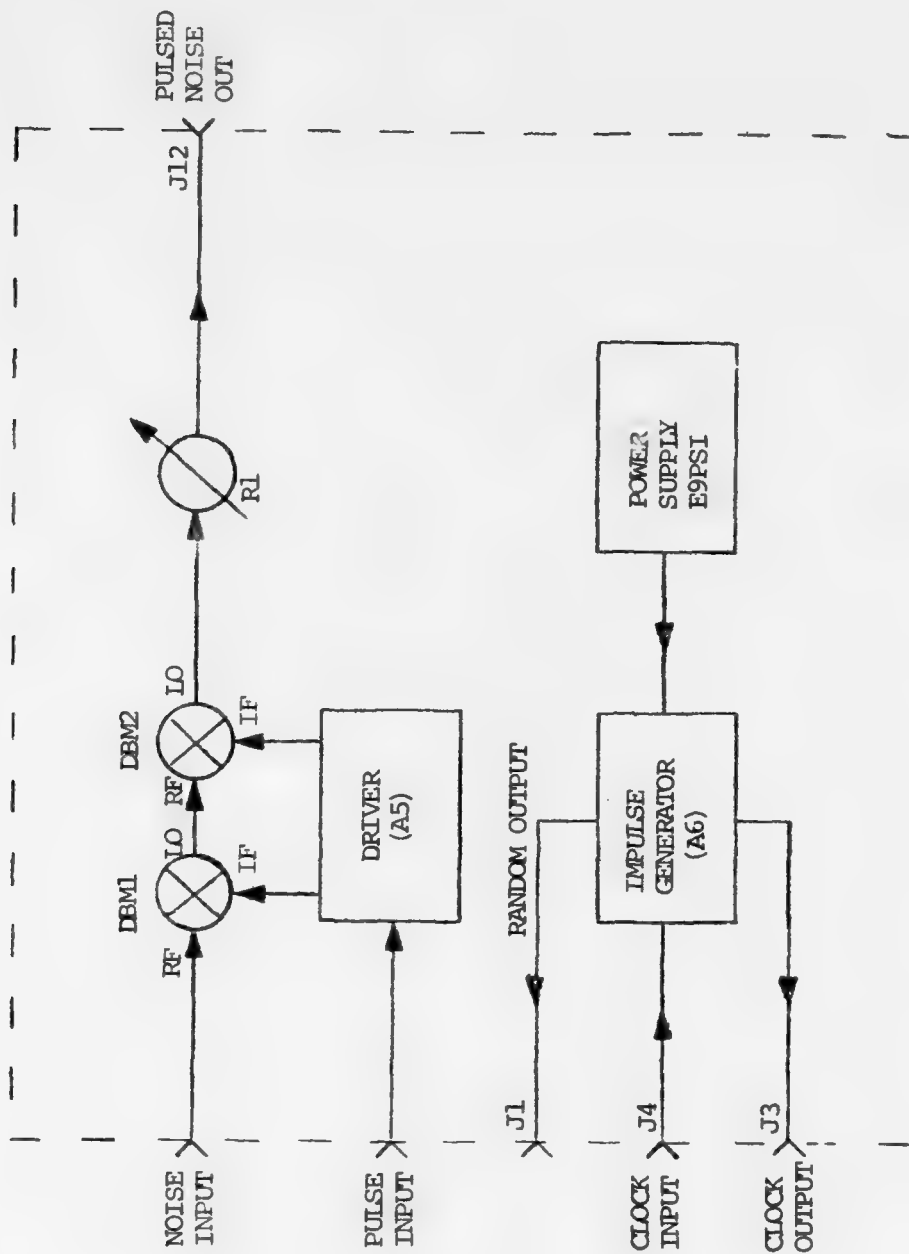 NOISE
INPUT
RF
DBM1
LO
IF
RF
DBM2
LO
IF
R1
J12
PULSED
NOISE
OUT
PULSE
INPUT
DRIVER
(A5)
J1
RANDOM OUTPUT
CLOCK
INPUT
J4
IMPULSE
GENERATOR
(A6)
POWER
SUPPLY
E9PSI
CLOCK
OUTPUT
J3